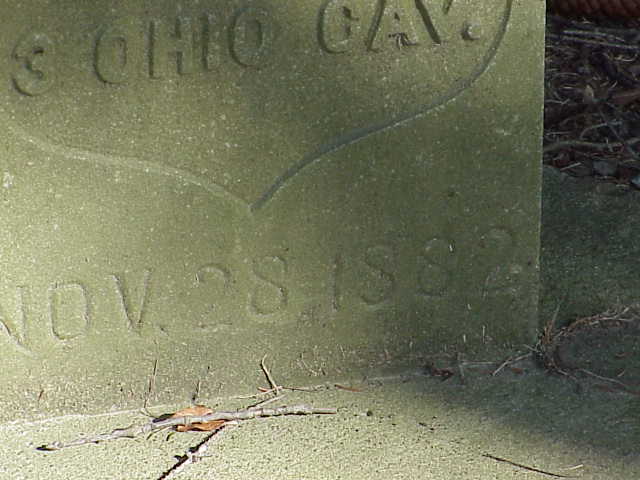 3 OHIO CAV.
NOV. 28, 1882